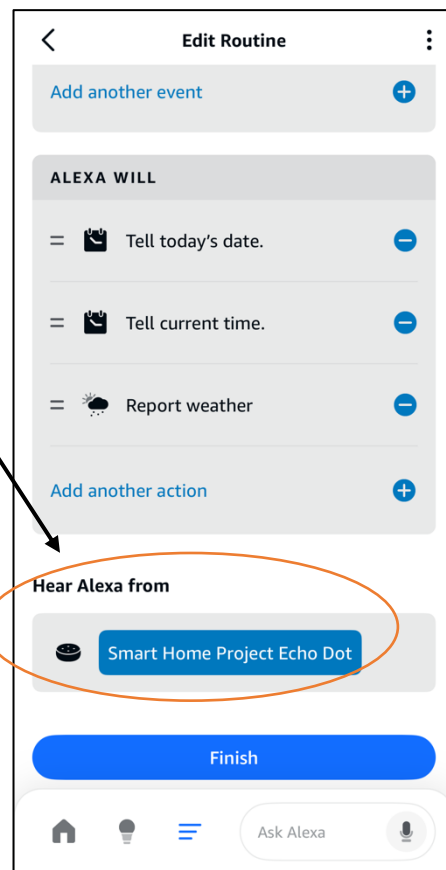 Edit Routine
Add another event
ALEXA WILL
Tell today's date.
Tell current time.
Report weather
Add another action
Hear Alexa from
Smart Home Project Echo Dot
Finish
Ask Alexa